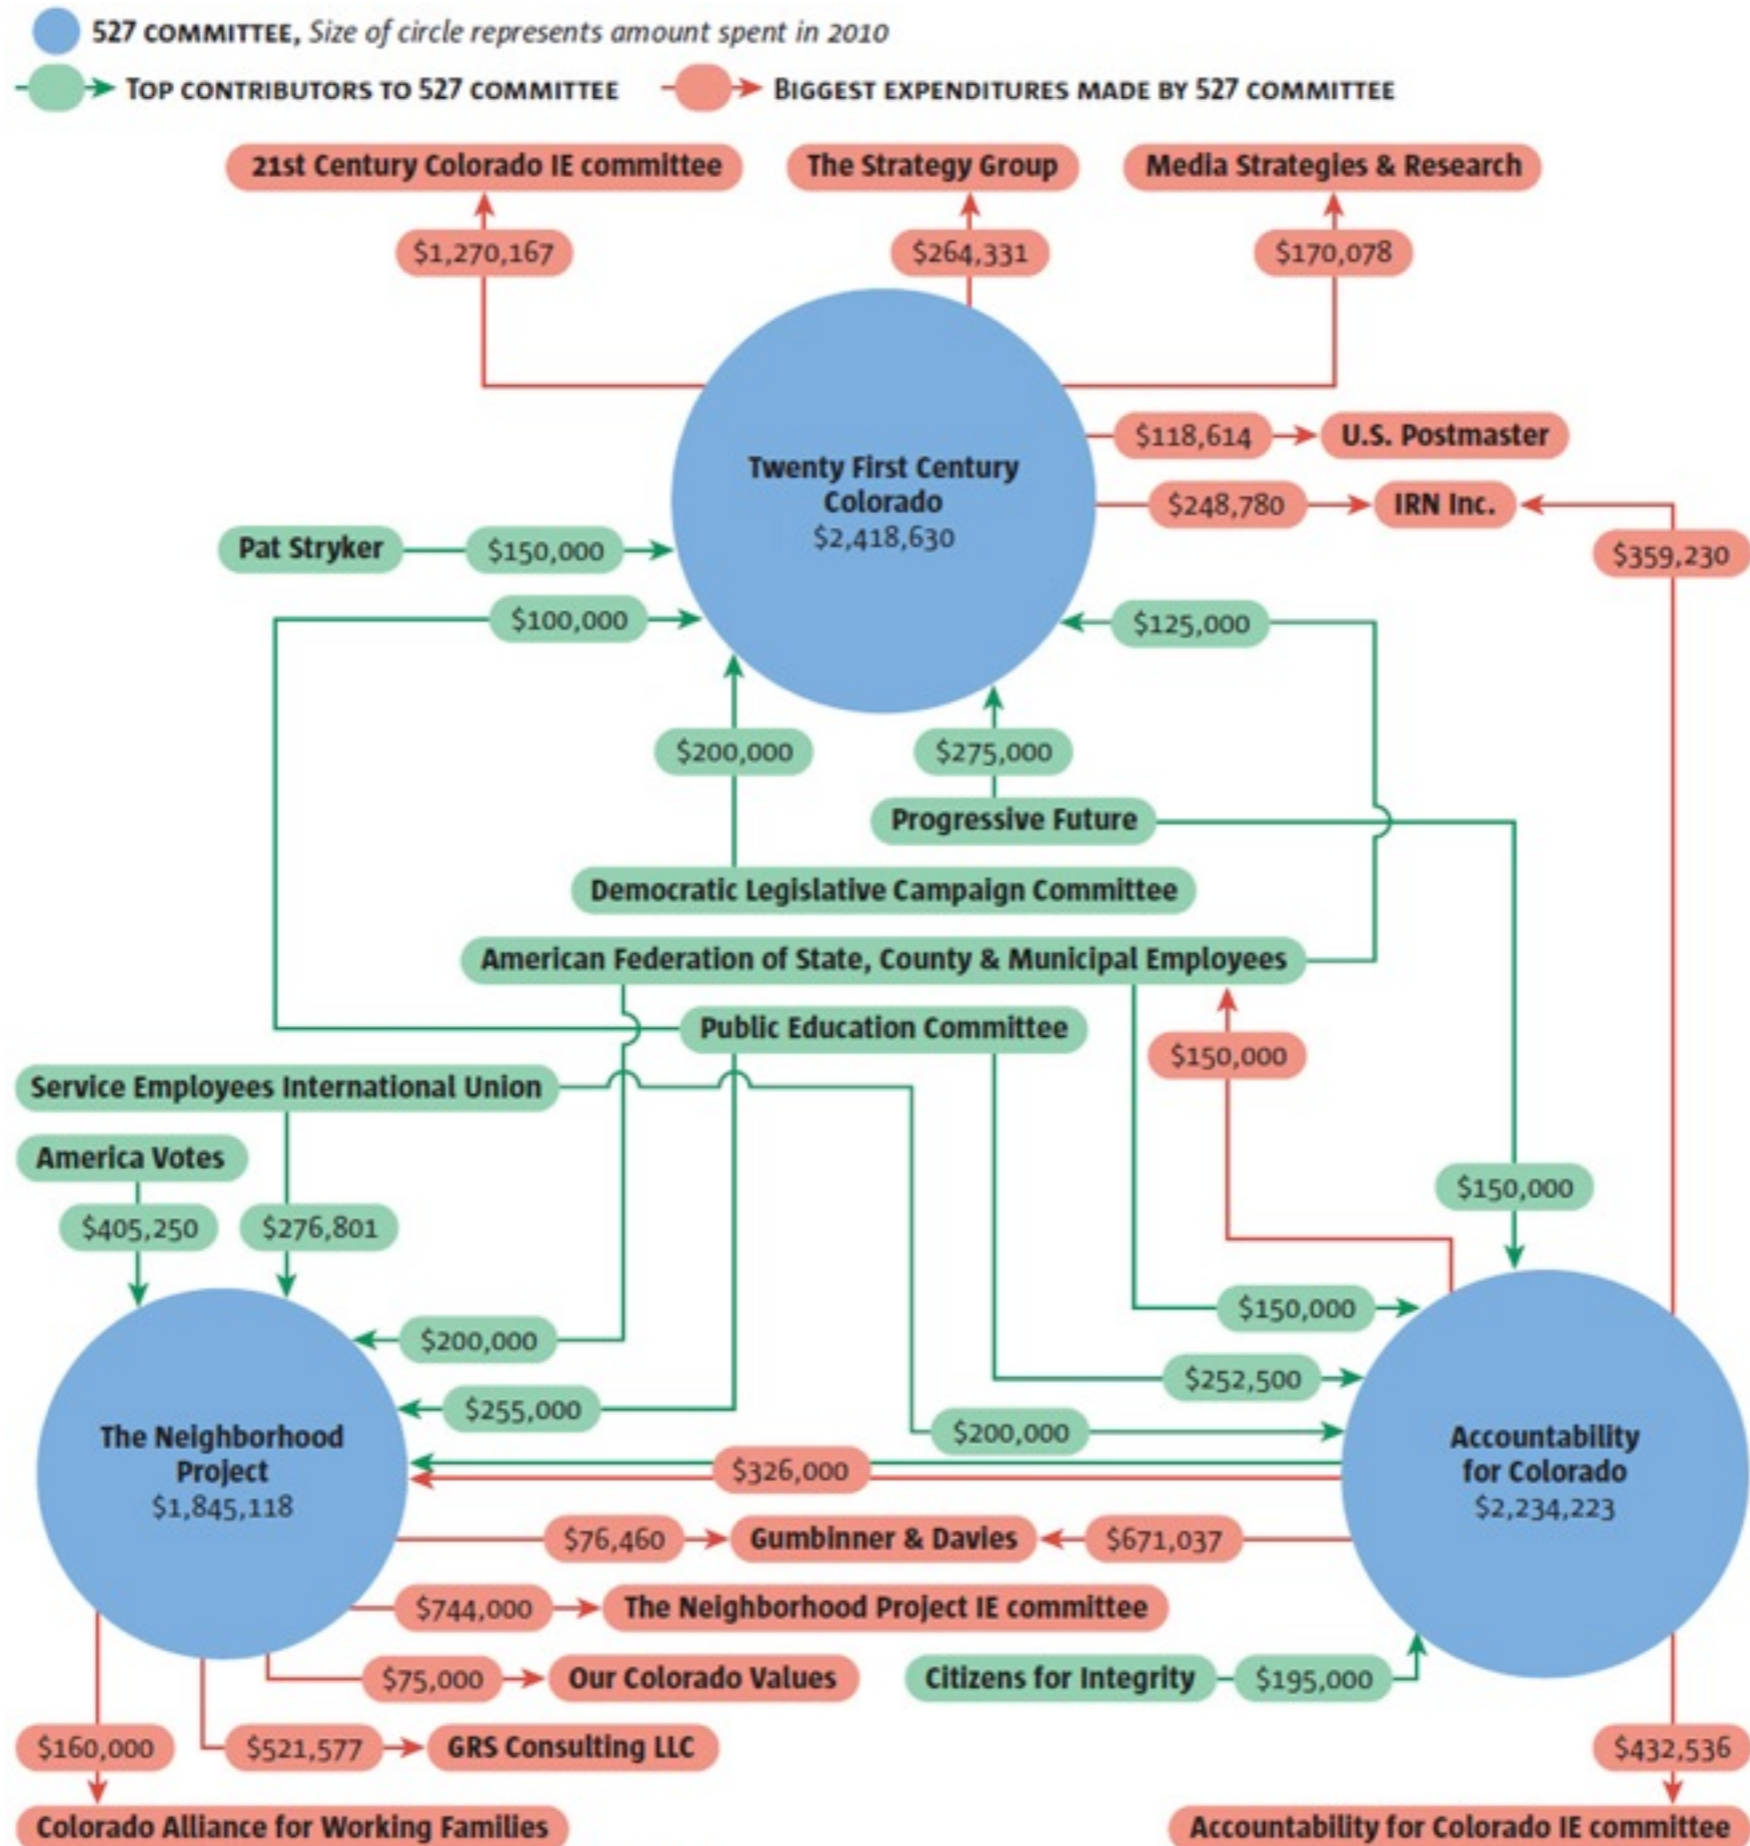 527 COMMITTEE, Size of circle represents amount spent in 2010
TOP CONTRIBUTORS TO 527 COMMITTEE
BIGGEST EXPENDITURES MADE BY 527 COMMITTEE
21st Century Colorado IE committee
The Strategy Group
Media Strategies & Research
$1,270,167
$264,331
$170,078
$118,614
U.S. Postmaster
Twenty First Century
Colorado
$2,418,630
$248,780
IRN Inc.
$359,230
Pat Stryker
$150,000
$100,000
$125,000
$200,000
$275,000
Progressive Future
Democratic Legislative Campaign Committee
American Federation of State, County & Municipal Employees
Public Education Committee
$150,000
Service Employees International Union
America Votes
$405,250
$276,801
$150,000
$200,000
$150,000
$252,500
$255,000
$200,000
The Neighborhood
Project
$1,845,118
$326,000
Accountability
for Colorado
$2,234,223
$76,460
Gumbinner & Davies
$671,037
$744,000
The Neighborhood Project IE committee
$75,000
Our Colorado Values
Citizens for Integrity
$195,000
$160,000
$521,577
GRS Consulting LLC
$432,536
Colorado Alliance for Working Families
Accountability for Colorado IE committee